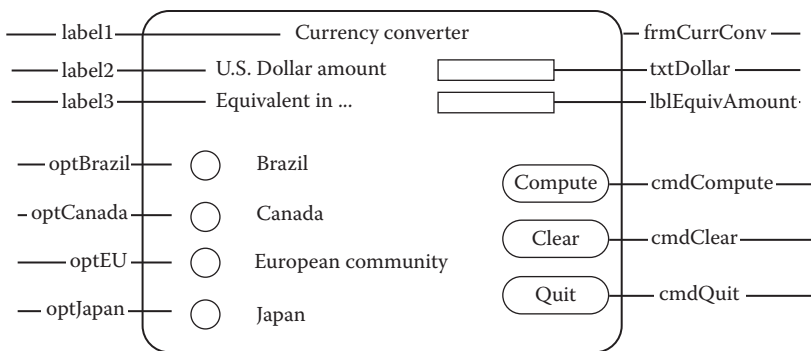 label1 Currency converter frmCurrConv
label2 U.S. Dollar amount txtDollar
label3 Equivalent in ... lblEquivAmount
optBrazil Brazil
Compute cmdCompute
optCanada Canada
Clear cmdClear
optEU European community
Quit cmdQuit
optJapan Japan